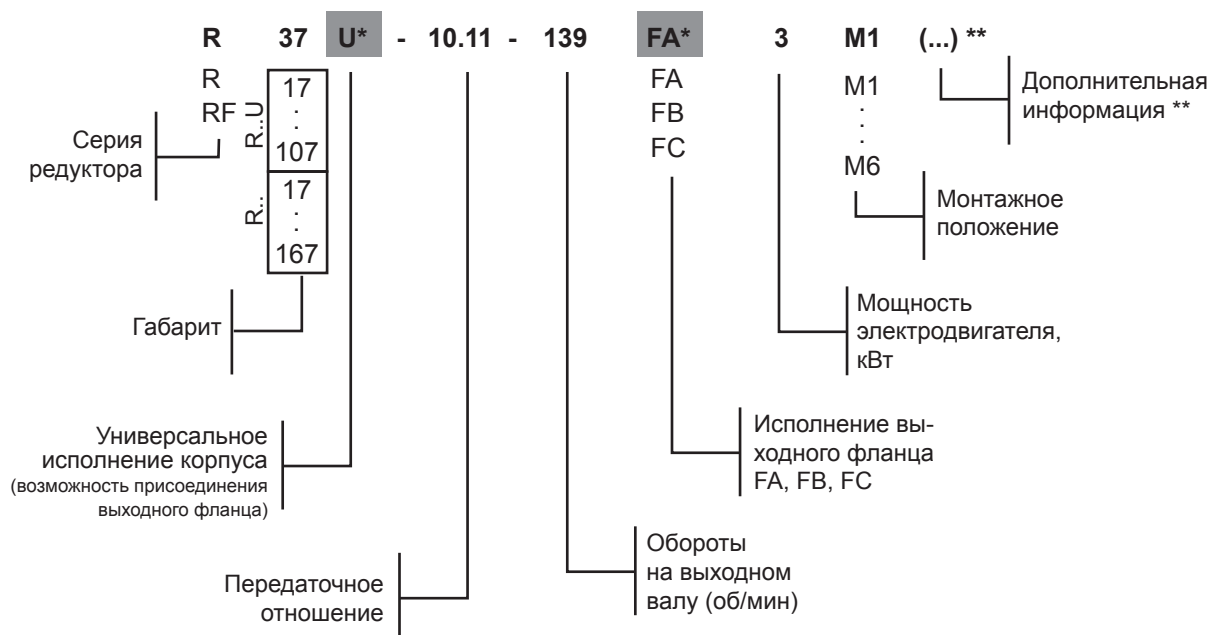 R 37 U* - 10.11 - 139 FA* 3 M1 (...) **
R
RF
R..U
17
.
.
.
107
R..
17
.
.
.
167
FA
FB
FC
M1
.
.
.
M6
Дополнительная
информация **
Серия
редуктора
Монтажное
положение
Габарит
Мощность
электродвигателя,
кВт
Универсальное
исполнение корпуса
(возможность присоединения
выходного фланца)
Исполнение вы-
ходного фланца
FA, FB, FC
Передаточное
отношение
Обороты
на выходном
валу (об/мин)